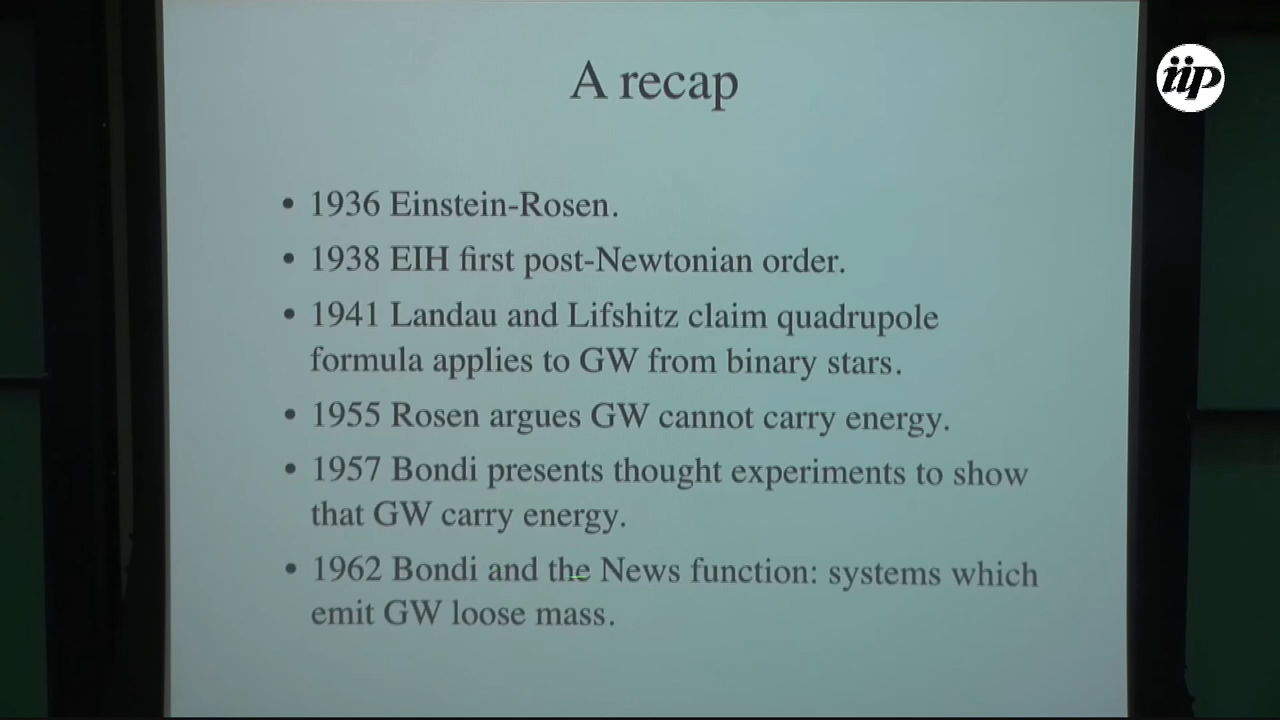 A recap
iip
• 1936 Einstein-Rosen.
• 1938 EIH first post-Newtonian order.
• 1941 Landau and Lifshitz claim quadrupole
formula applies to GW from binary stars.
• 1955 Rosen argues GW cannot carry energy.
• 1957 Bondi presents thought experiments to show
that GW carry energy.
• 1962 Bondi and the News function: systems which
emit GW loose mass.